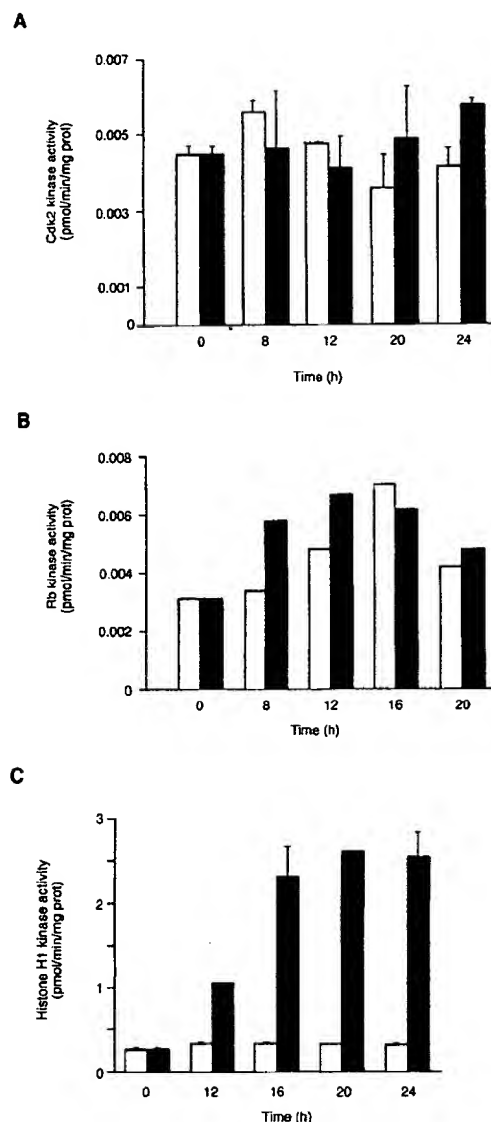 A
Cdk2 kinase activity
(pmol/min/mg prot)
0.007
0.005
0.003
0.001
0
0 8 12 20 24
Time (h)
B
Rb kinase activity
(pmol/min/mg prot)
0.008
0.006
0.004
0.002
0
0 8 12 16 20
Time (h)
C
Histone H1 kinase activity
(pmol/min/mg prot)
3
2
1
0
0 12 16 20 24
Time (h)